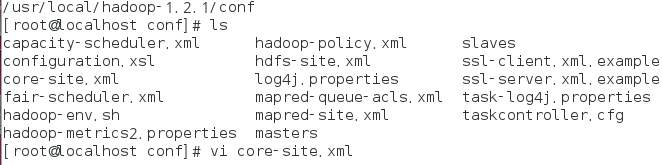 /usr/local/hadoop-1.2.1/conf
[root@localhost conf]# ls
capacity-scheduler.xml hadoop-policy.xml slaves
configuration.xsl hdfs-site.xml ssl-client.xml.example
core-site.xml log4j.properties ssl-server.xml.example
fair-scheduler.xml mapred-queue-acls.xml task-log4j.properties
hadoop-env.sh mapred-site.xml taskcontroller.cfg
hadoop-metrics2.properties masters
[root@localhost conf]# vi core-site.xml